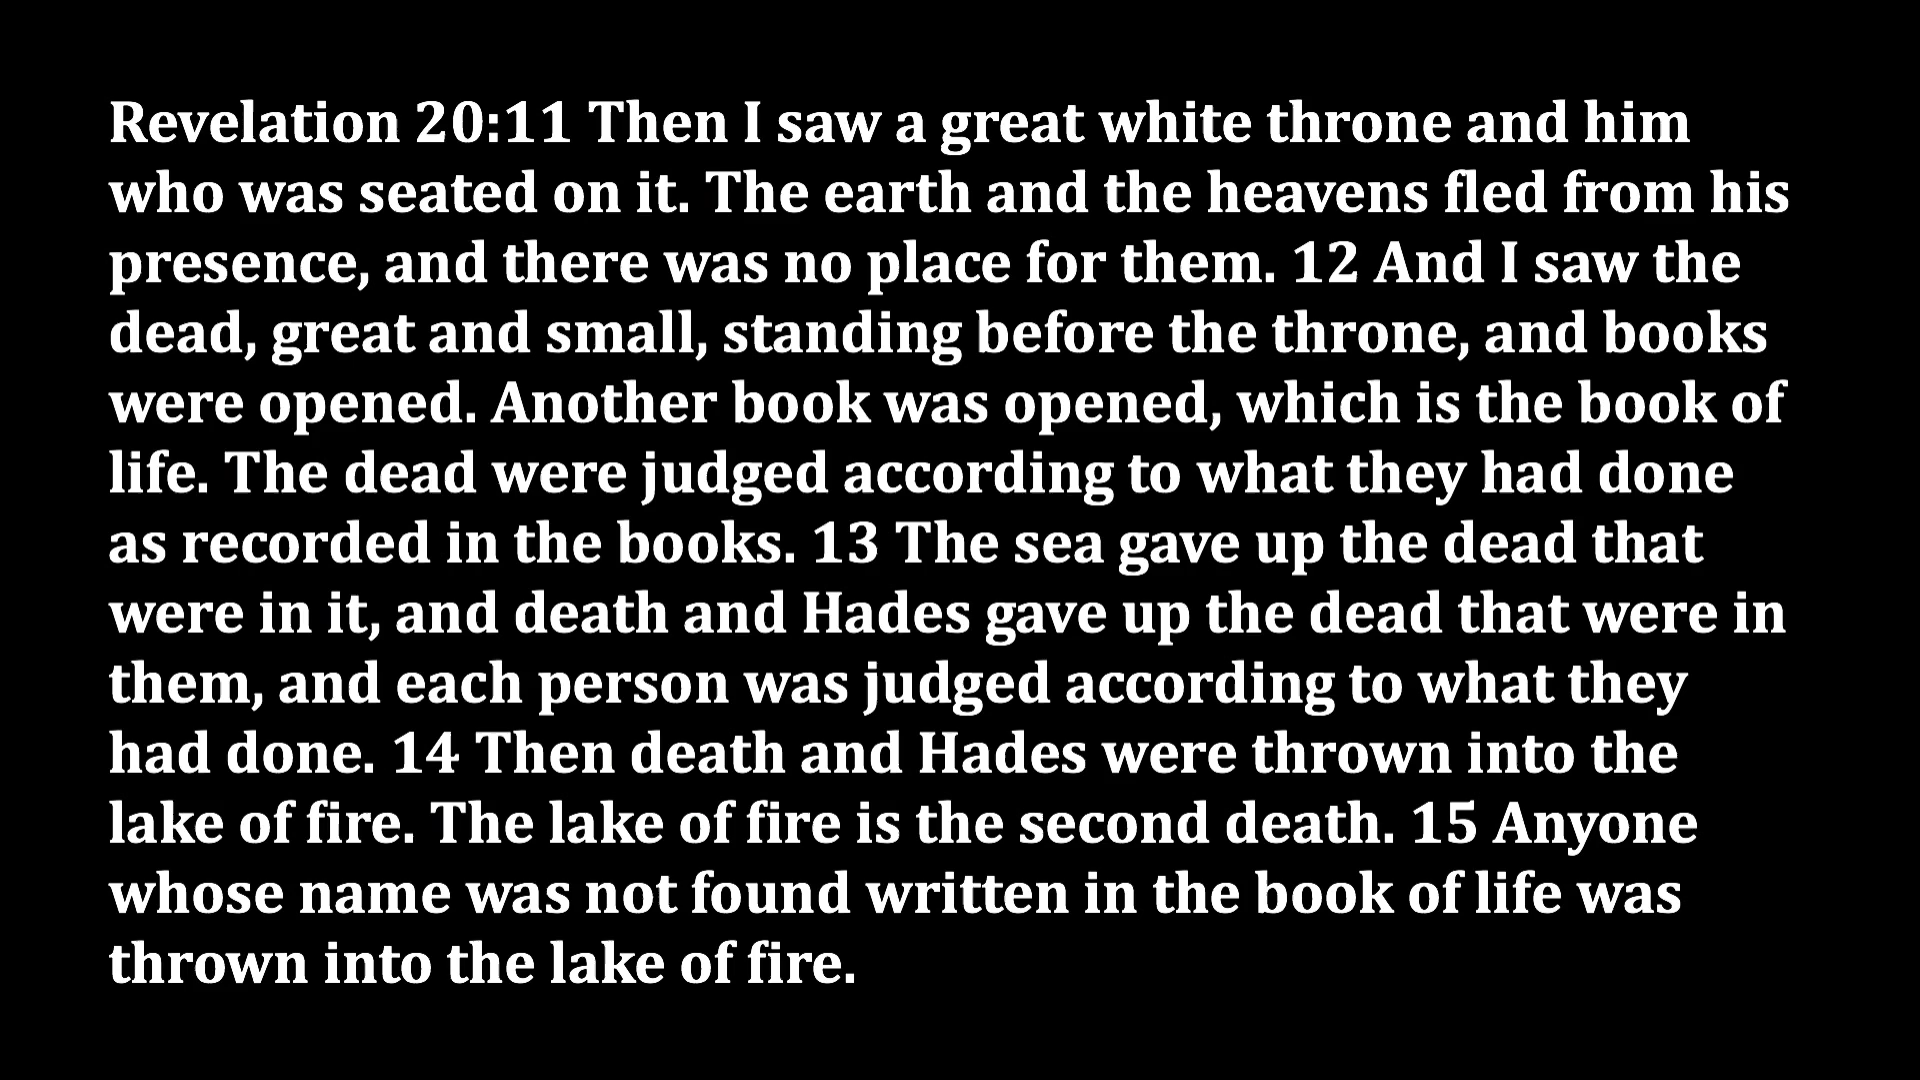 Revelation 20:11 Then I saw a great white throne and him
who was seated on it. The earth and the heavens fled from his
presence, and there was no place for them. 12 And I saw the
dead, great and small, standing before the throne, and books
were opened. Another book was opened, which is the book of
life. The dead were judged according to what they had done
as recorded in the books. 13 The sea gave up the dead that
were in it, and death and Hades gave up the dead that were in
them, and each person was judged according to what they
had done. 14 Then death and Hades were thrown into the
lake of fire. The lake of fire is the second death. 15 Anyone
whose name was not found written in the book of life was
thrown into the lake of fire.